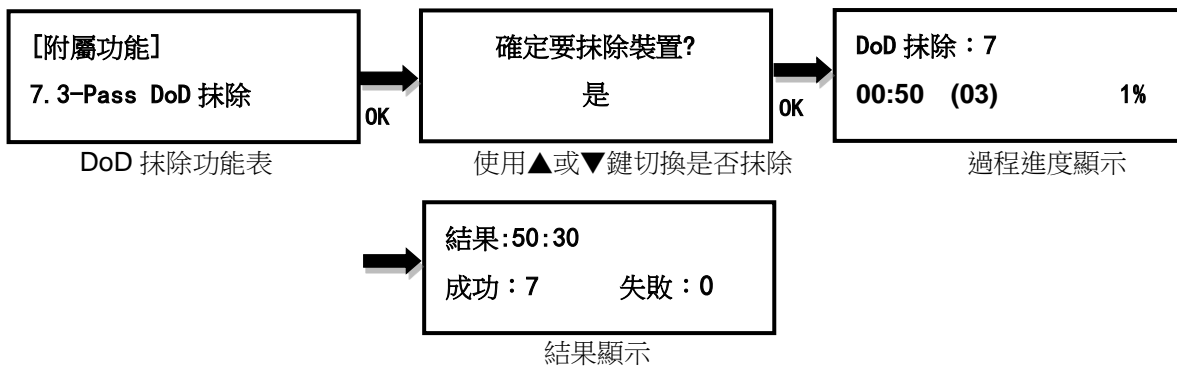 [附屬功能]
7.3-Pass DoD 抹除
OK
DoD 抹除功能表
確定要抹除裝置?
是
OK
使用▲或▼鍵切換是否抹除
DoD 抹除：7
00:50 (03) 1%
過程進度顯示
結果:50:30
成功：7 失敗：0
結果顯示